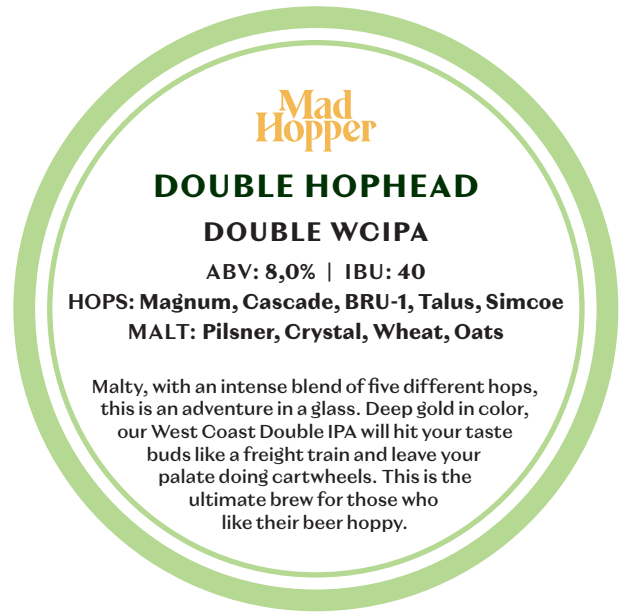 Mad
Hopper
DOUBLE HOPHEAD
DOUBLE WCIPA
ABV: 8,0% | IBU: 40
HOPS: Magnum, Cascade, BRU-1, Talus, Simcoe
MALT: Pilsner, Crystal, Wheat, Oats
Malty, with an intense blend of five different hops,
this is an adventure in a glass. Deep gold in color,
our West Coast Double IPA will hit your taste
buds like a freight train and leave your
palate doing cartwheels. This is the
ultimate brew for those who
like their beer hoppy.